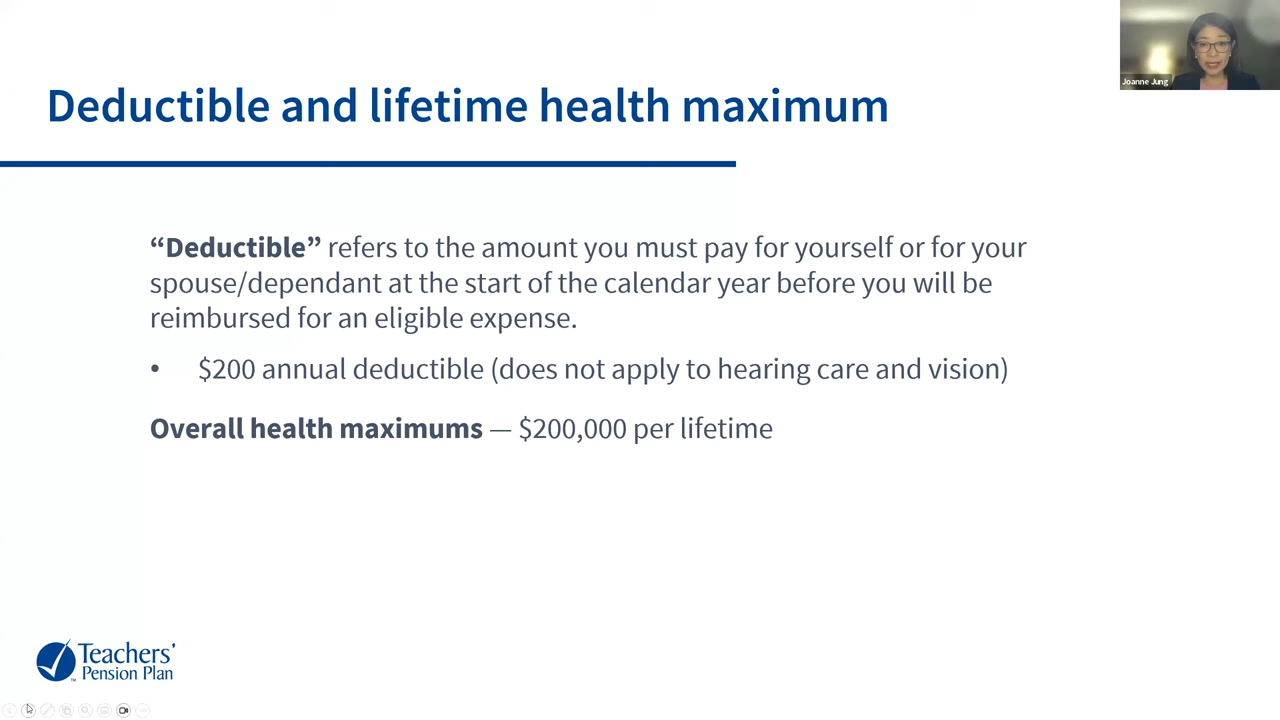 Joanne Jung
Deductible and lifetime health maximum
“Deductible” refers to the amount you must pay for yourself or for your
spouse/dependant at the start of the calendar year before you will be
reimbursed for an eligible expense.
• $200 annual deductible (does not apply to hearing care and vision)
Overall health maximums — $200,000 per lifetime
Teachers’
Pension Plan
TM